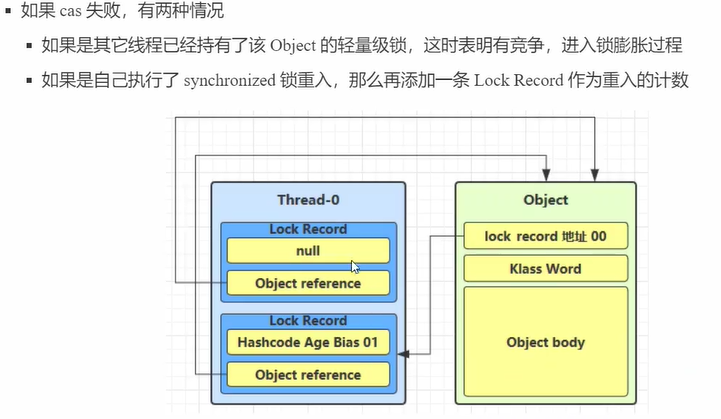 如果 cas 失败，有两种情况
如果是其它线程已经持有了该 Object 的轻量级锁，这时表明有竞争，进入锁膨胀过程
如果是自己执行了 synchronized 锁重入，那么再添加一条 Lock Record 作为重入的计数
Thread-0
Lock Record
null
Object reference
Lock Record
Hashcode Age Bias 01
Object reference
Object
lock record 地址 00
Klass Word
Object body